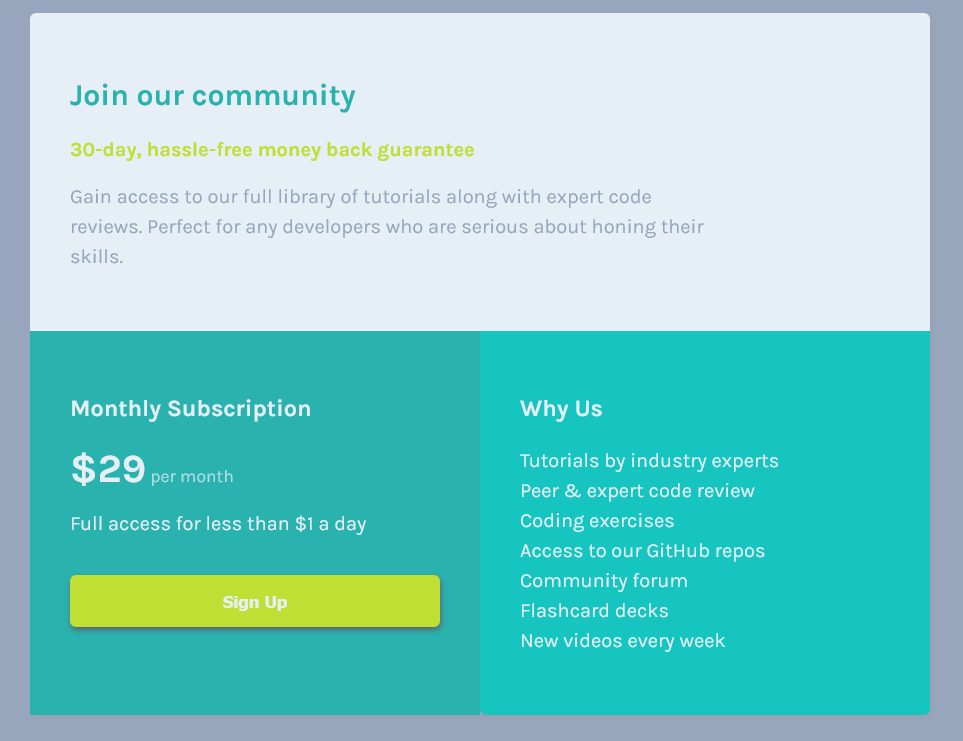 Join our community
30-day, hassle-free money back guarantee
Gain access to our full library of tutorials along with expert code
reviews. Perfect for any developers who are serious about honing their
skills.
Monthly Subscription
$29 per month
Full access for less than $1 a day
Sign Up
Why Us
Tutorials by industry experts
Peer & expert code review
Coding exercises
Access to our GitHub repos
Community forum
Flashcard decks
New videos every week